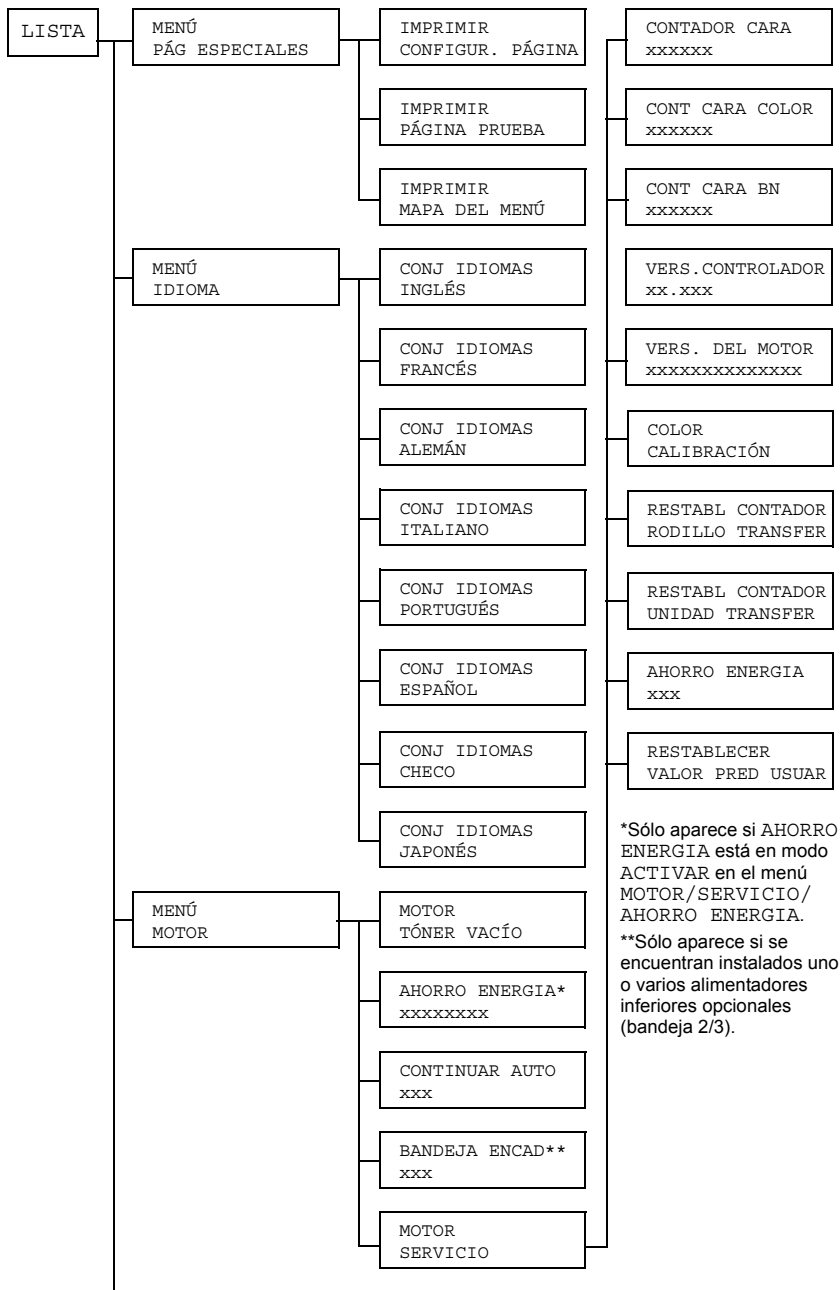 LISTA
MENÚ
PÁG ESPECIALES
IMPRIMIR
CONFIGUR. PÁGINA
IMPRIMIR
PÁGINA PRUEBA
IMPRIMIR
MAPA DEL MENÚ
MENÚ
IDIOMA
CONJ IDIOMAS
INGLÉS
CONJ IDIOMAS
FRANCÉS
CONJ IDIOMAS
ALEMÁN
CONJ IDIOMAS
ITALIANO
CONJ IDIOMAS
PORTUGUÉS
CONJ IDIOMAS
ESPAÑOL
CONJ IDIOMAS
CHECO
CONJ IDIOMAS
JAPONÉS
MENÚ
MOTOR
MOTOR
TÓNER VACÍO
AHORRO ENERGIA*
xxxxxxxx
CONTINUAR AUTO
xxx
BANDEJA ENCAD**
xxx
MOTOR
SERVICIO
CONTADOR CARA
xxxxxx
CONT CARA COLOR
xxxxxx
CONT CARA BN
xxxxxx
VERS.CONTROLADOR
xx.xxx
VERS. DEL MOTOR
xxxxxxxxxxxxxx
COLOR
CALIBRACIÓN
RESTABL CONTADOR
RODILLO TRANSFER
RESTABL CONTADOR
UNIDAD TRANSFER
AHORRO ENERGIA
xxx
RESTABLECER
VALOR PRED USUAR
*Sólo aparece si AHORRO
ENERGIA está en modo
ACTIVAR en el menú
MOTOR/SERVICIO/
AHORRO ENERGIA.
**Sólo aparece si se
encuentran instalados uno
o varios alimentadores
inferiores opcionales
(bandeja 2/3).